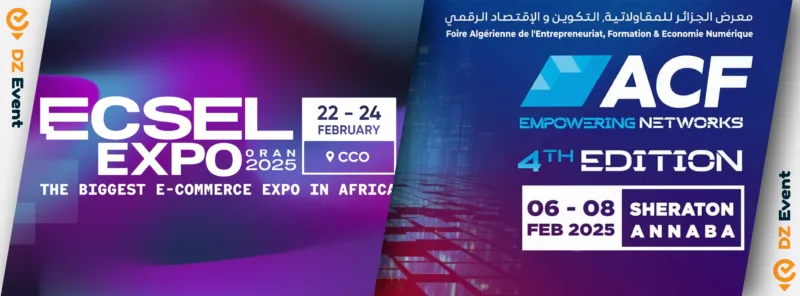 DZ Event
ECSEL
EXPO
ORAN
2025
22 - 24
FEBRUARY
CCO
THE BIGGEST E-COMMERCE EXPO IN AFRICA
معرض الجزائر للمقاولاتية, التكوين و الإقتصاد الرقمي
Foire Algérienne de l'Entrepreneuriat, Formation & Economie Numérique
ACF
EMPOWERING NETWORKS
4TH EDITION
06 - 08
FEB 2025
SHERATON
ANNABA
DZ Event